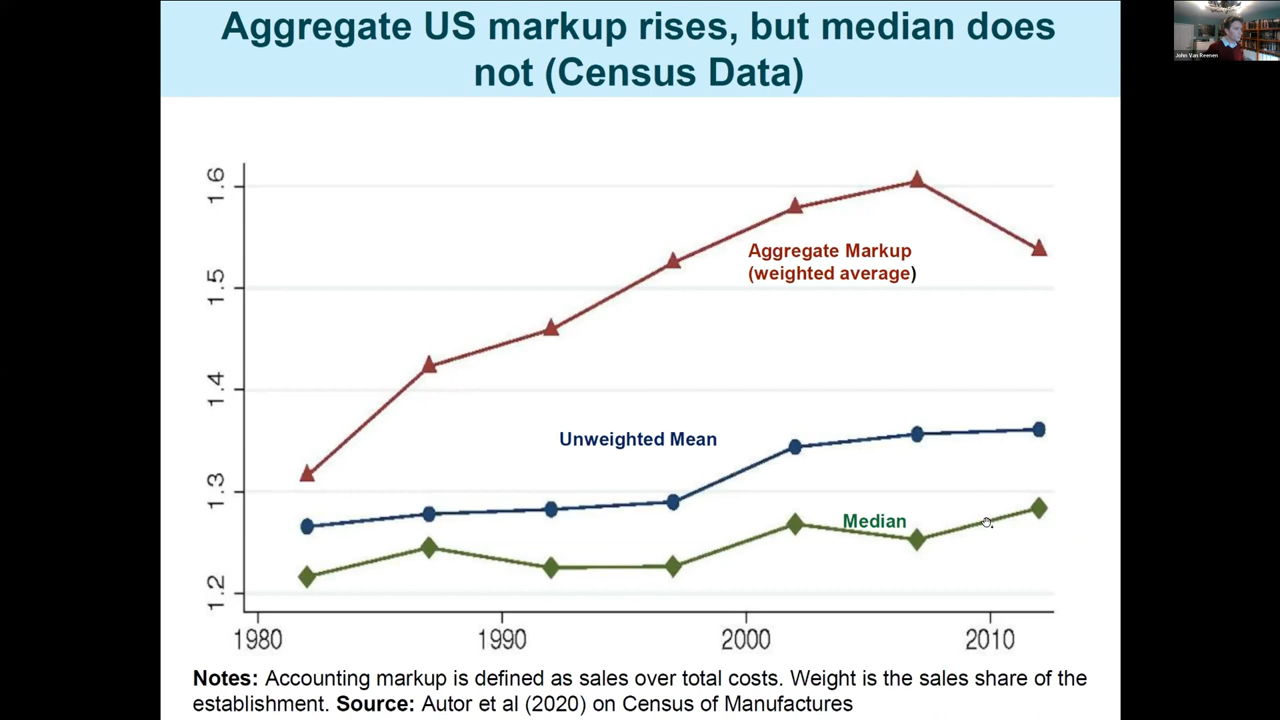 Aggregate US markup rises, but median does
not (Census Data)
John Van Reenen
1.6
1.5
1.4
1.3
1.2
Aggregate Markup
(weighted average)
Unweighted Mean
Median
1980 1990 2000 2010
Notes: Accounting markup is defined as sales over total costs. Weight is the sales share of the
establishment. Source: Autor et al (2020) on Census of Manufactures